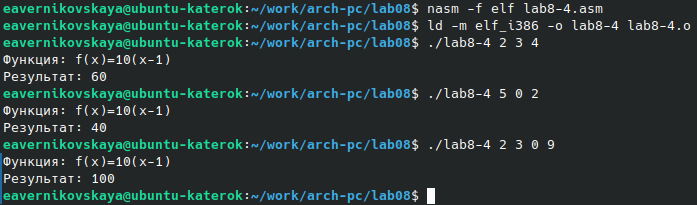 eavernikovskaya@ubuntu-katerok:~/work/arch-pc/lab08$ nasm -f elf lab8-4.asm
eavernikovskaya@ubuntu-katerok:~/work/arch-pc/lab08$ ld -m elf_i386 -o lab8-4 lab8-4.o
eavernikovskaya@ubuntu-katerok:~/work/arch-pc/lab08$ ./lab8-4 2 3 4
Функция: f(x)=10(x-1)
Результат: 60
eavernikovskaya@ubuntu-katerok:~/work/arch-pc/lab08$ ./lab8-4 5 0 2
Функция: f(x)=10(x-1)
Результат: 40
eavernikovskaya@ubuntu-katerok:~/work/arch-pc/lab08$ ./lab8-4 2 3 0 9
Функция: f(x)=10(x-1)
Результат: 100
eavernikovskaya@ubuntu-katerok:~/work/arch-pc/lab08$